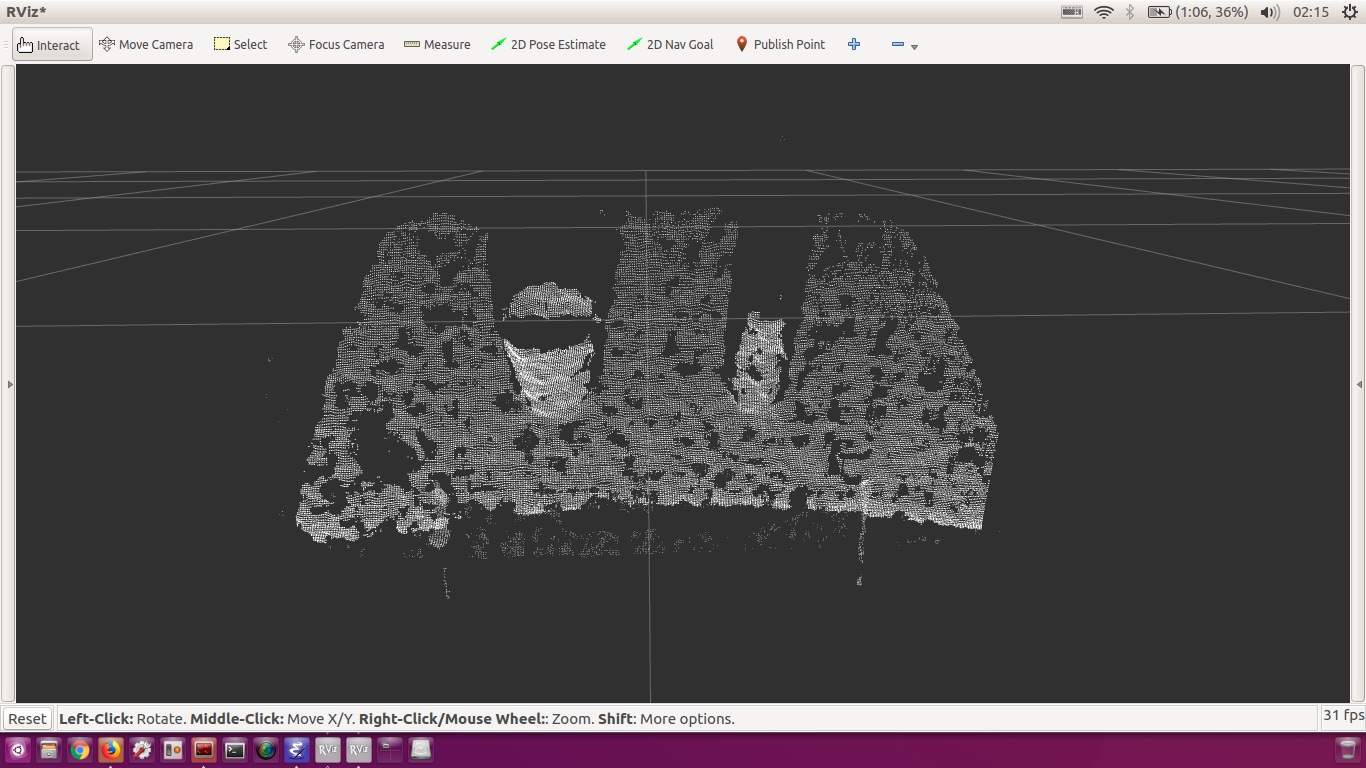 RViz*
(1:06, 36%) 02:15
Interact Move Camera Select Focus Camera Measure 2D Pose Estimate 2D Nav Goal Publish Point
Reset Left-Click: Rotate. Middle-Click: Move X/Y. Right-Click/Mouse Wheel:: Zoom. Shift: More options. 31 fps
RViz RViz